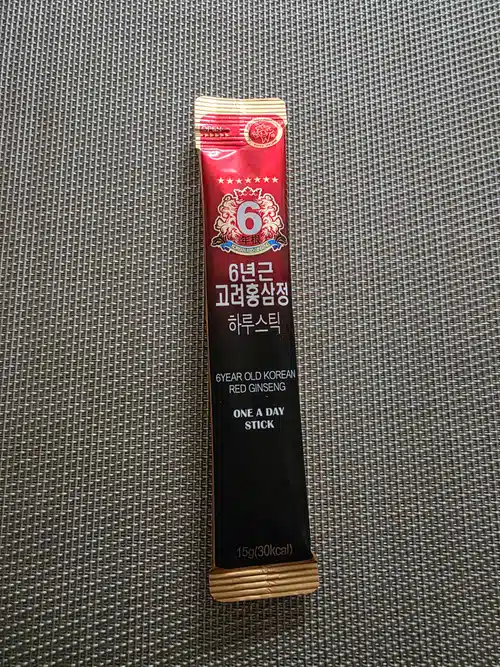 6
6년근
고려홍삼정
하루스틱
6YEAR OLD KOREAN
RED GINSENG
ONE A DAY
STICK
15g(30kcal)